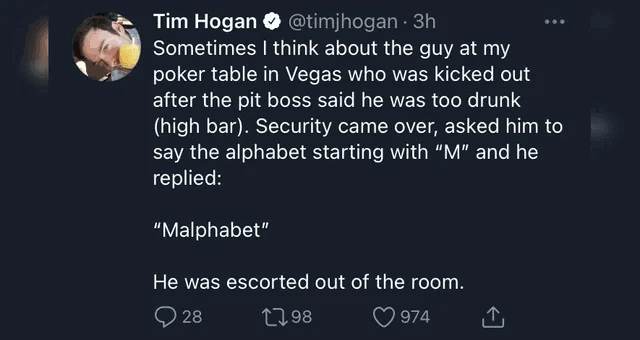 Tim Hogan @timjhogan · 3h
Sometimes I think about the guy at my
poker table in Vegas who was kicked out
after the pit boss said he was too drunk
(high bar). Security came over, asked him to
say the alphabet starting with “M” and he
replied:
“Malphabet”
He was escorted out of the room.
28 98 974